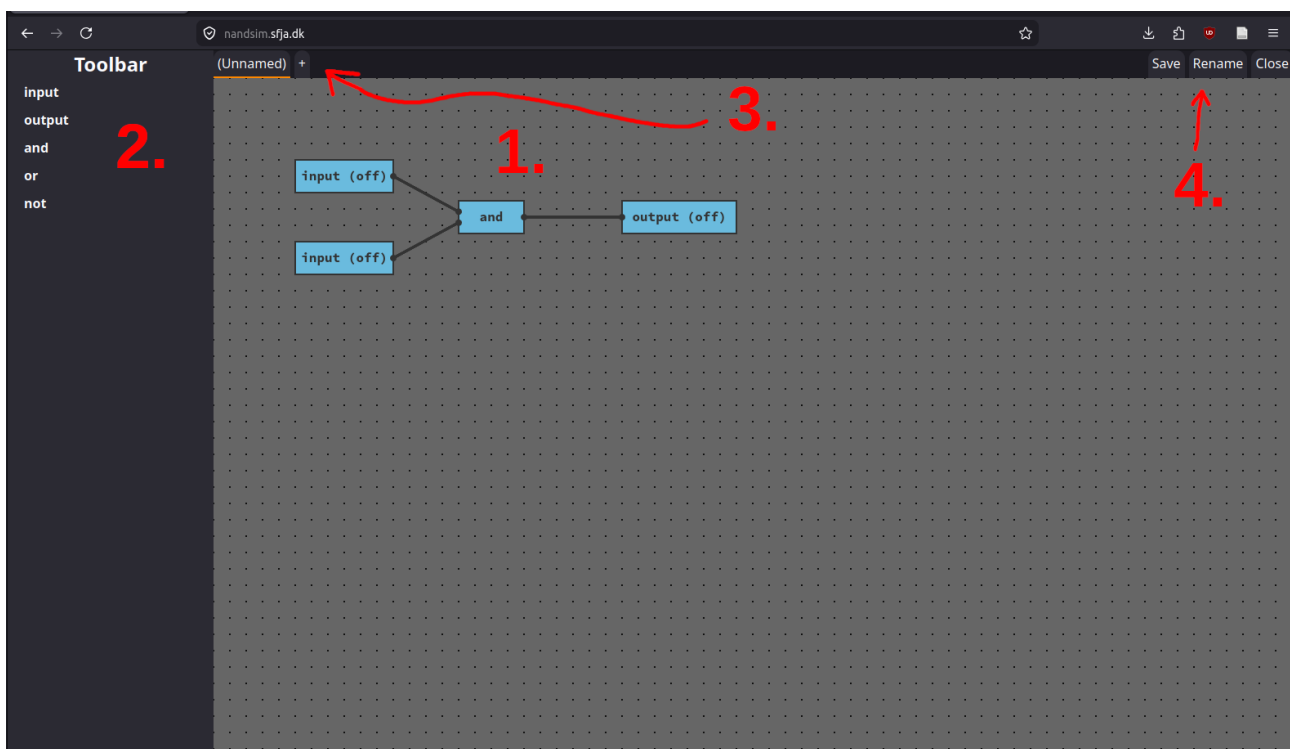 nandsim.sfja.dk
Toolbar
(Unnamed) +
Save Rename Close
input
output
and
or
not
1.
2.
3.
4.
input (off)
and
output (off)
input (off)